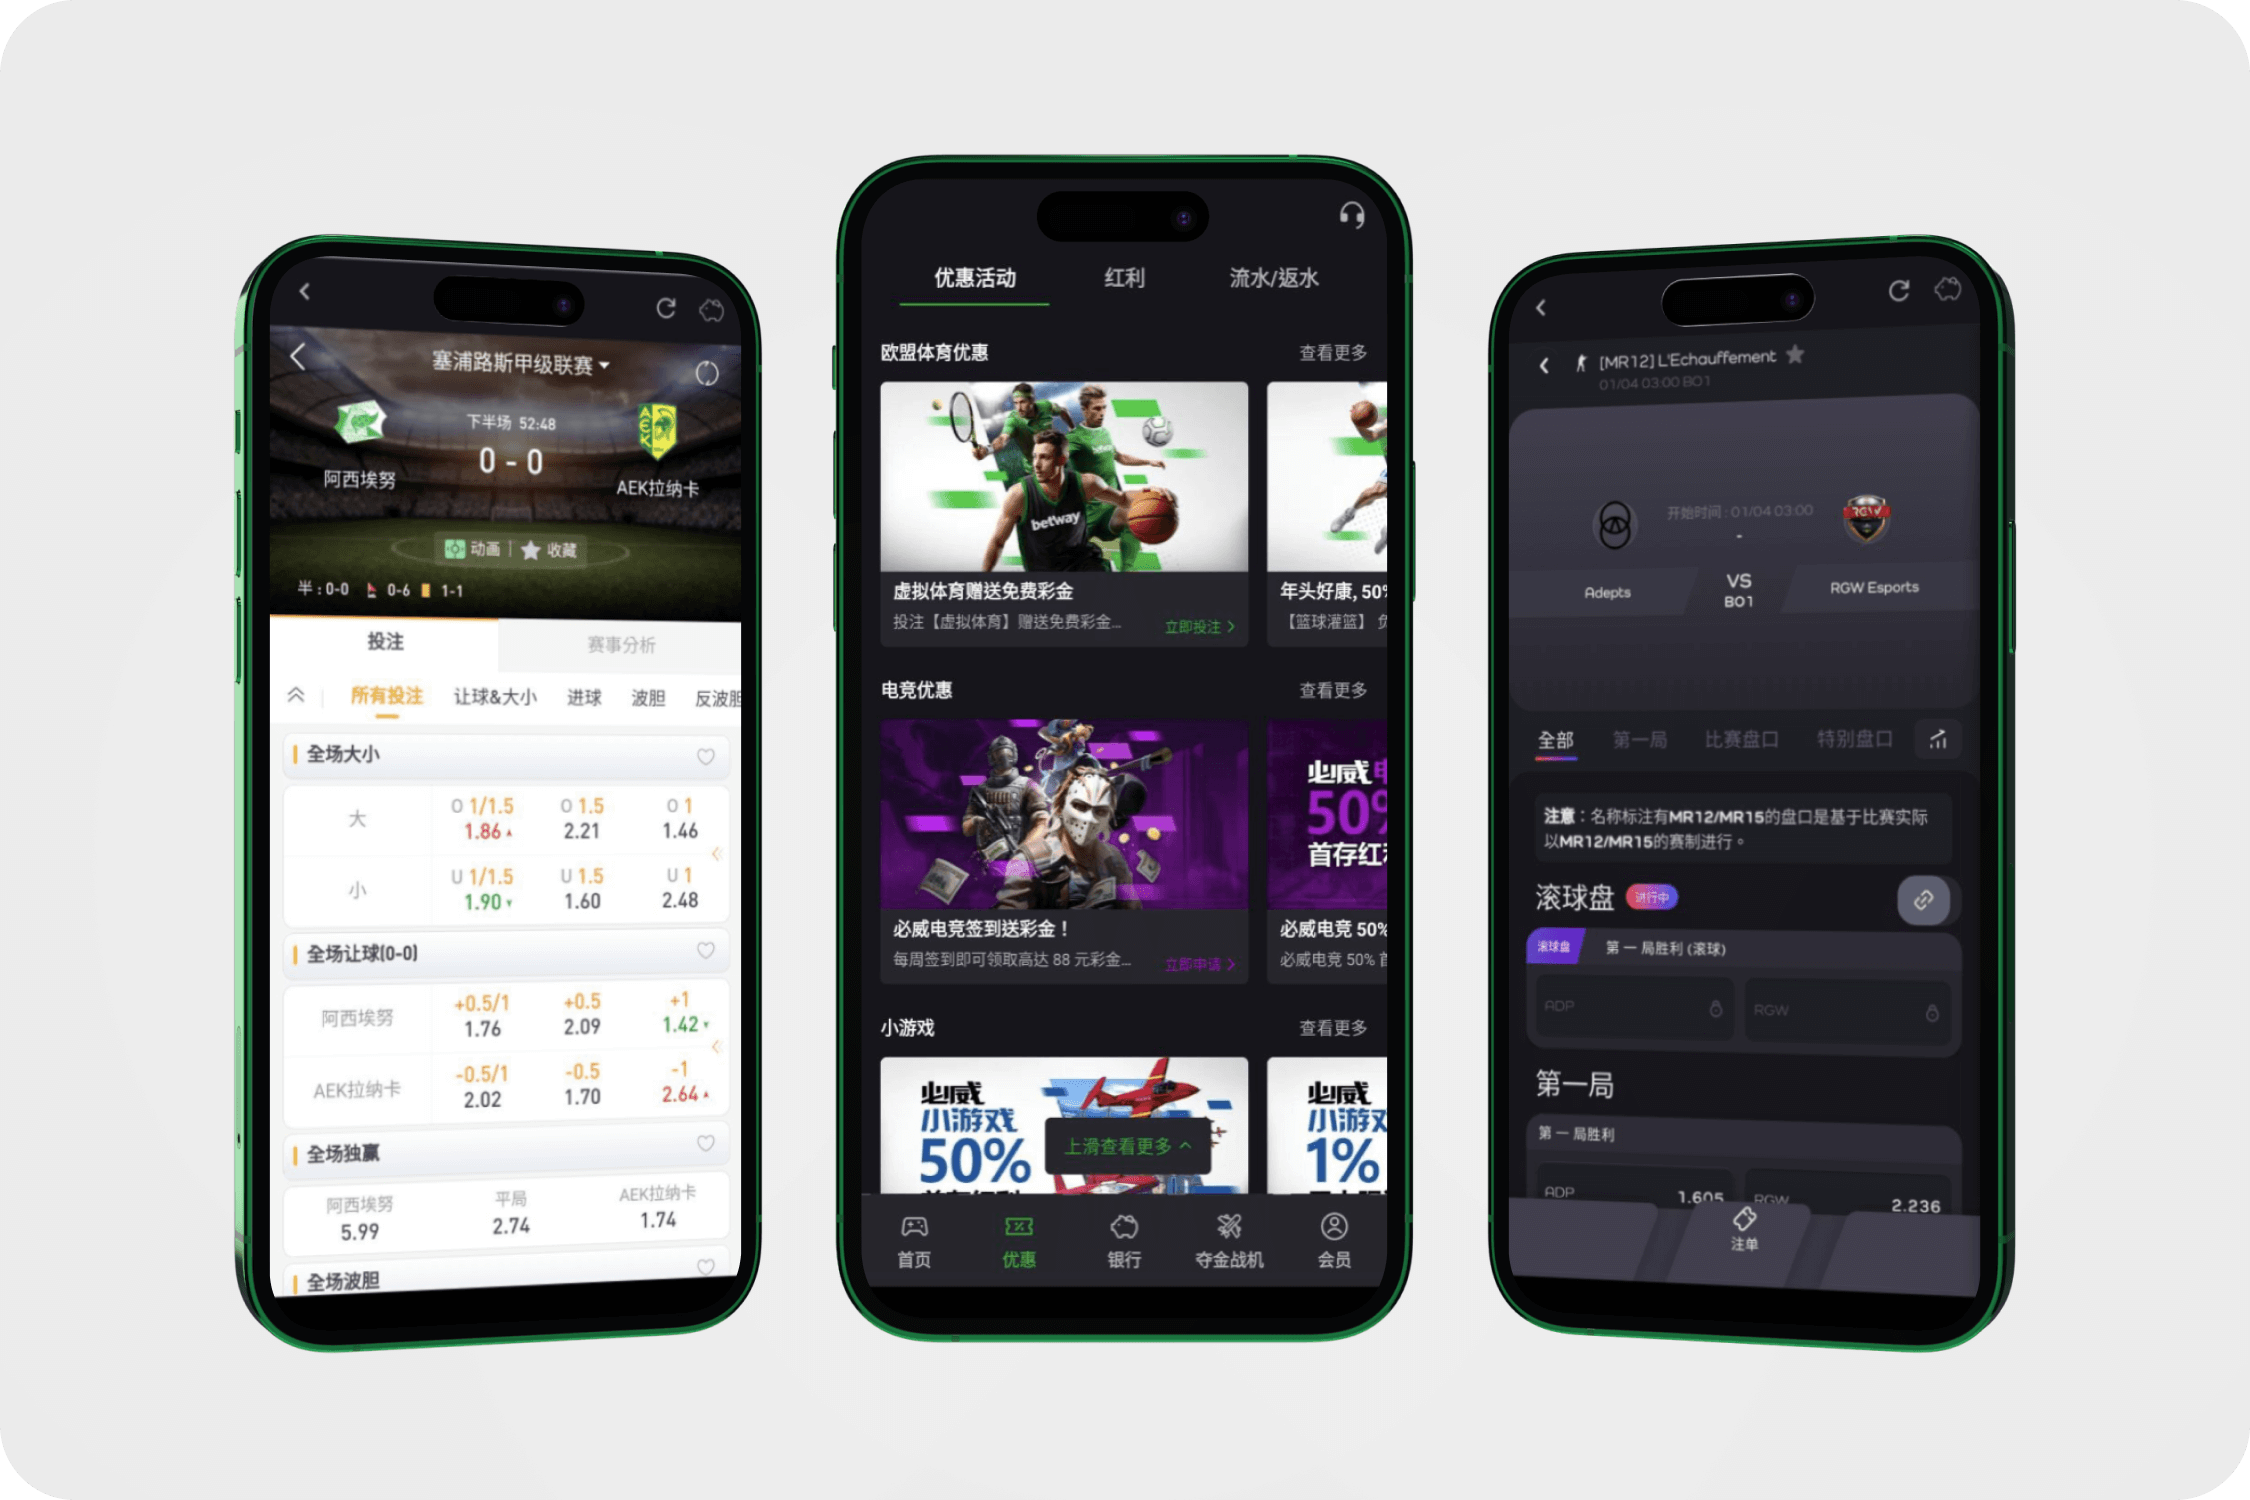 塞浦路斯甲级联赛
下半场 52:48
0 - 0
阿西埃努
AEK
AEK拉纳卡
动画 | 收藏
半 : 0-0 0-6 1-1
投注 赛事分析
所有投注 让球&大小 进球 波胆 反波胆
全场大小
大
O 1/1.5 O 1.5 O 1
1.86 2.21 1.46
小
U 1/1.5 U 1.5 U 1
1.90 1.60 2.48
全场让球(0-0)
阿西埃努
+0.5/1 +0.5 +1
1.76 2.09 1.42
AEK拉纳卡
-0.5/1 -0.5 -1
2.02 1.70 2.64
全场独赢
阿西埃努 平局 AEK拉纳卡
5.99 2.74 1.74
全场波胆
优惠活动 红利 流水/返水
欧盟体育优惠 查看更多
betway
虚拟体育赠送免费彩金
投注【虚拟体育】赠送免费彩金...
立即投注
年头好康, 50%
【篮球灌篮】
电竞优惠 查看更多
必威电竞签到送彩金！
每周签到即可领取高达 88 元彩金...
立即申请
必威
50%
首存红利
必威电竞 50%
必威电竞 50% 首
小游戏 查看更多
必威
小游戏
50%
首存红利
必威
小游戏
1%
上滑查看更多
首页 优惠 银行 夺金战机 会员
[MR12] L'Echauffement
01/04 03:00 BO1
开始时间 : 01/04 03:00
-
RGW
Adepts
VS
BO1
RGW Esports
全部 第一局 比赛盘口 特别盘口
注意：名称标注有MR12/MR15的盘口是基于比赛实际
以MR12/MR15的赛制进行。
滚球盘 进行中
滚球盘 第一局胜利 (滚球)
ADP RGW
第一局
第一局胜利
ADP 1.605 RGW 2.236
注单